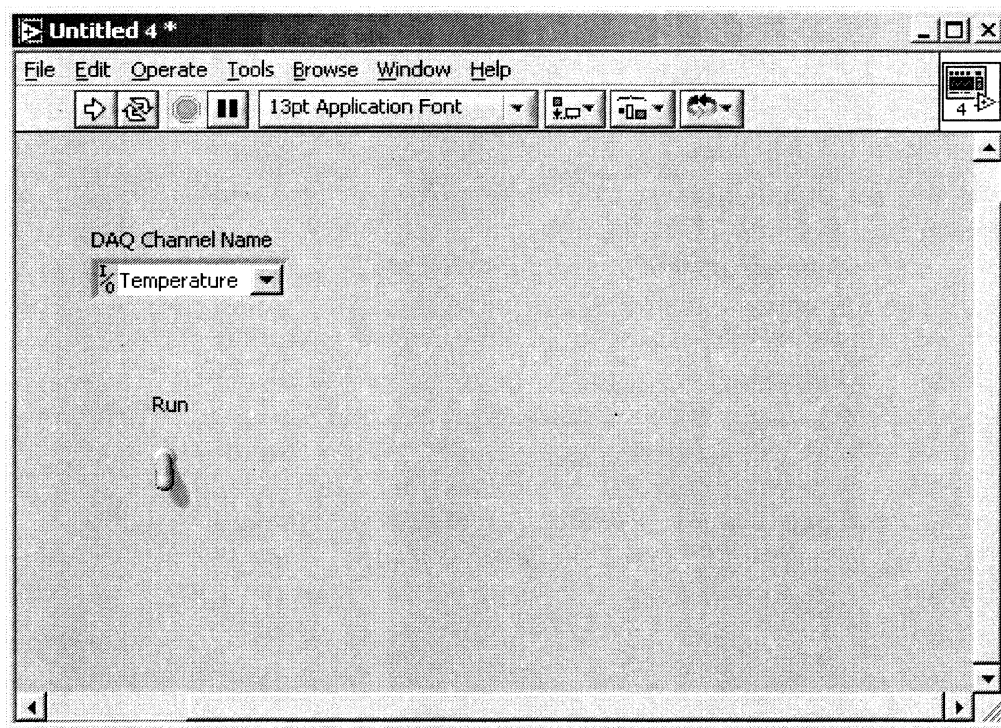 Untitled 4 *
File Edit Operate Tools Browse Window Help
13pt Application Font
4
DAQ Channel Name
I/O Temperature
Run